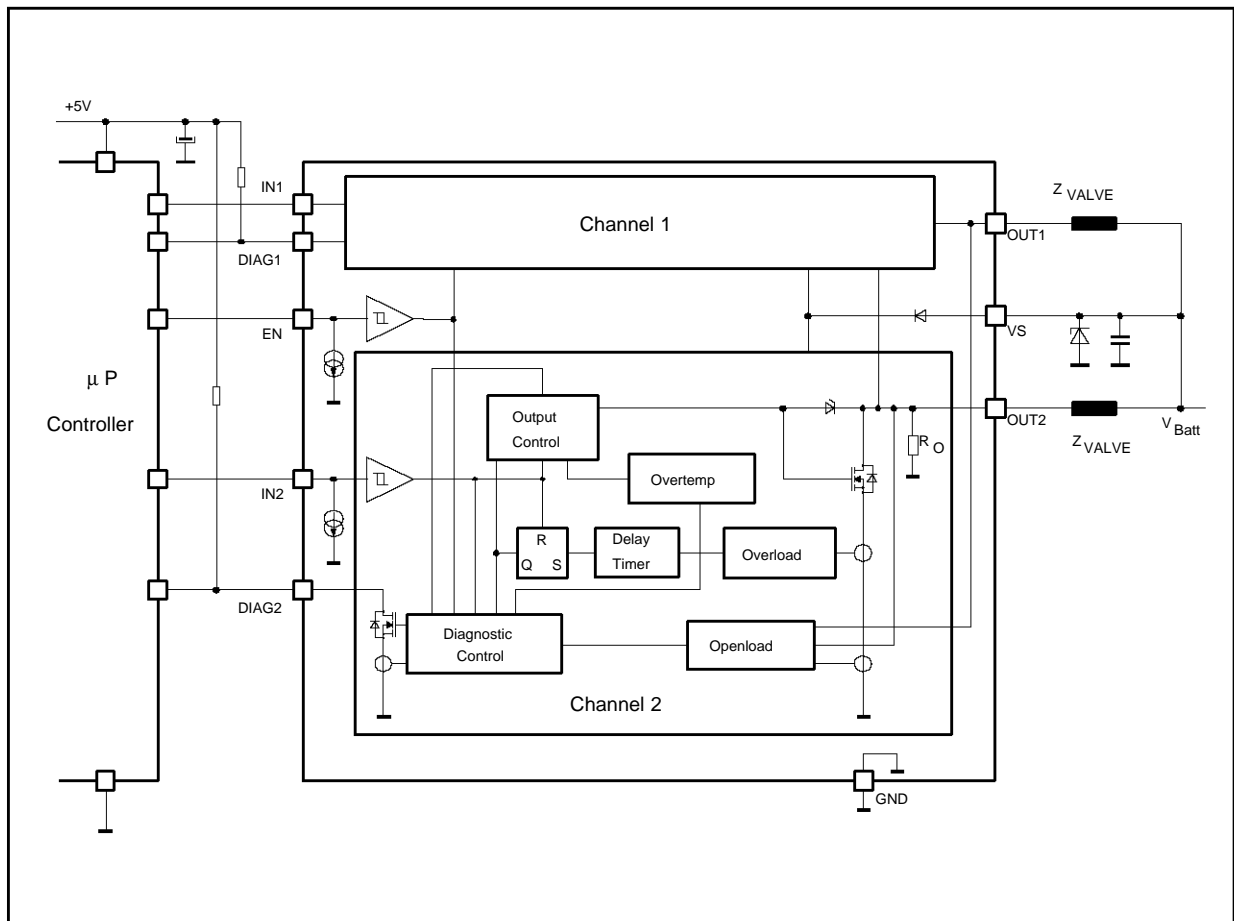 +5V
IN1
DIAG1
EN
IN2
DIAG2
μ P
Controller
Channel 1
OUT1
Z VALVE
VS
OUT2
Z VALVE
V Batt
Output
Control
R O
Overtemp
R
Q S
Delay
Timer
Overload
Diagnostic
Control
Openload
Channel 2
GND